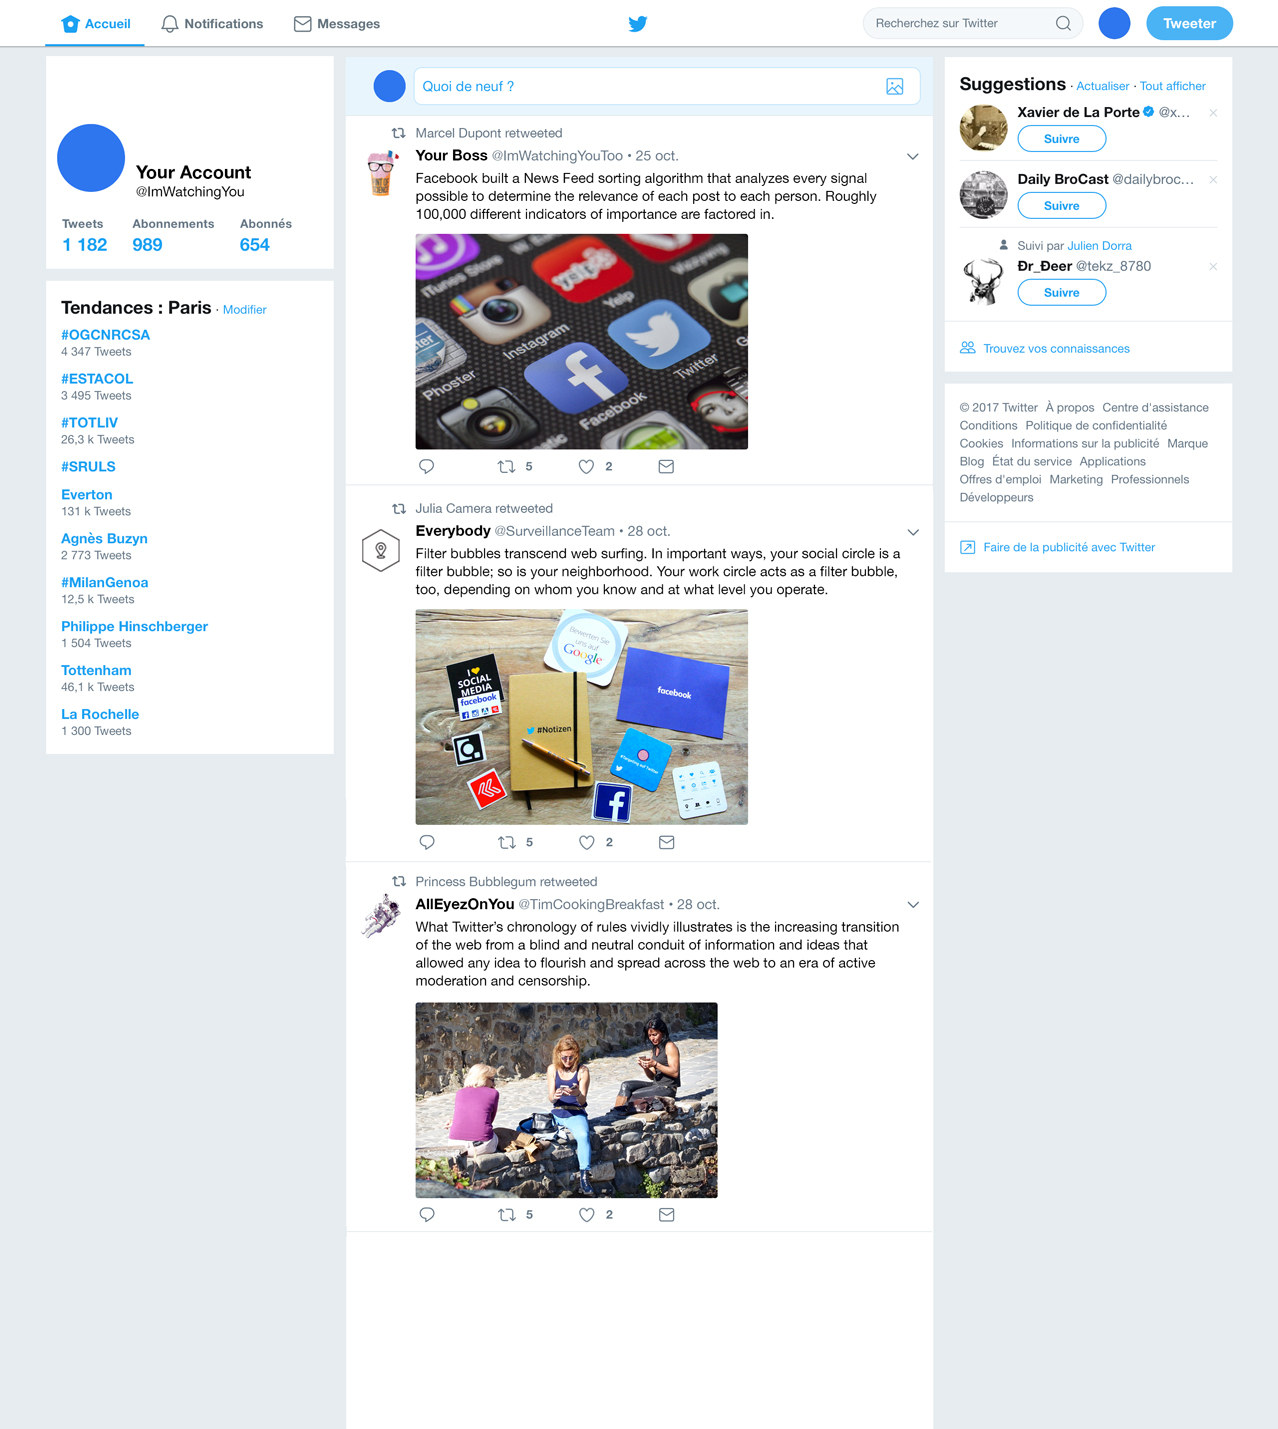 Accueil Notifications Messages
Recherchez sur Twitter
Tweeter
Your Account
@ImWatchingYou
Tweets Abonnements Abonnés
1 182 989 654
Tendances : Paris · Modifier
#OGCNRCSA
4 347 Tweets
#ESTACOL
3 495 Tweets
#TOTLIV
26,3 k Tweets
#SRULS
Everton
131 k Tweets
Agnès Buzyn
2 773 Tweets
#MilanGenoa
12,5 k Tweets
Philippe Hinschberger
1 504 Tweets
Tottenham
46,1 k Tweets
La Rochelle
1 300 Tweets
Quoi de neuf ?
Marcel Dupont retweeted
Your Boss @ImWatchingYouToo • 25 oct.
Facebook built a News Feed sorting algorithm that analyzes every signal
possible to determine the relevance of each post to each person. Roughly
100,000 different indicators of importance are factored in.
iTunes Store
Yelp
Instagram
Phoster
Facebook
Twitter
5 2
Julia Camera retweeted
Everybody @SurveillanceTeam • 28 oct.
Filter bubbles transcend web surfing. In important ways, your social circle is a
filter bubble; so is your neighborhood. Your work circle acts as a filter bubble,
too, depending on whom you know and at what level you operate.
Bewerten Sie
uns auf
Google
I
SOCIAL
MEDIA
facebook
facebook
#Notizen
5 2
Princess Bubblegum retweeted
AllEyezOnYou @TimCookingBreakfast • 28 oct.
What Twitter’s chronology of rules vividly illustrates is the increasing transition
of the web from a blind and neutral conduit of information and ideas that
allowed any idea to flourish and spread across the web to an era of active
moderation and censorship.
5 2
Suggestions · Actualiser · Tout afficher
Xavier de La Porte @x...
Suivre
Daily BroCast @dailybroc...
Suivre
Suivi par Julien Dorra
Ðr_Ðeer @tekz_8780
Suivre
Trouvez vos connaissances
© 2017 Twitter À propos Centre d'assistance
Conditions Politique de confidentialité
Cookies Informations sur la publicité Marque
Blog État du service Applications
Offres d'emploi Marketing Professionnels
Développeurs
Faire de la publicité avec Twitter